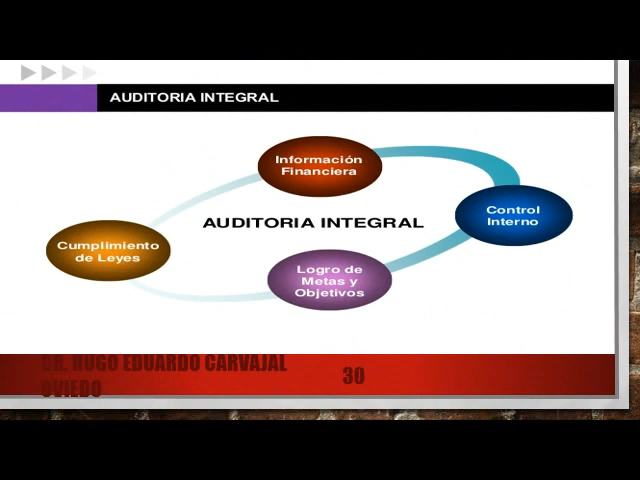 AUDITORIA INTEGRAL
Información
Financiera
Control
Interno
AUDITORIA INTEGRAL
Cumplimiento
de Leyes
Logro de
Metas y
Objetivos
DR. HUGO EDUARDO CARVAJAL
OVIEDO
30